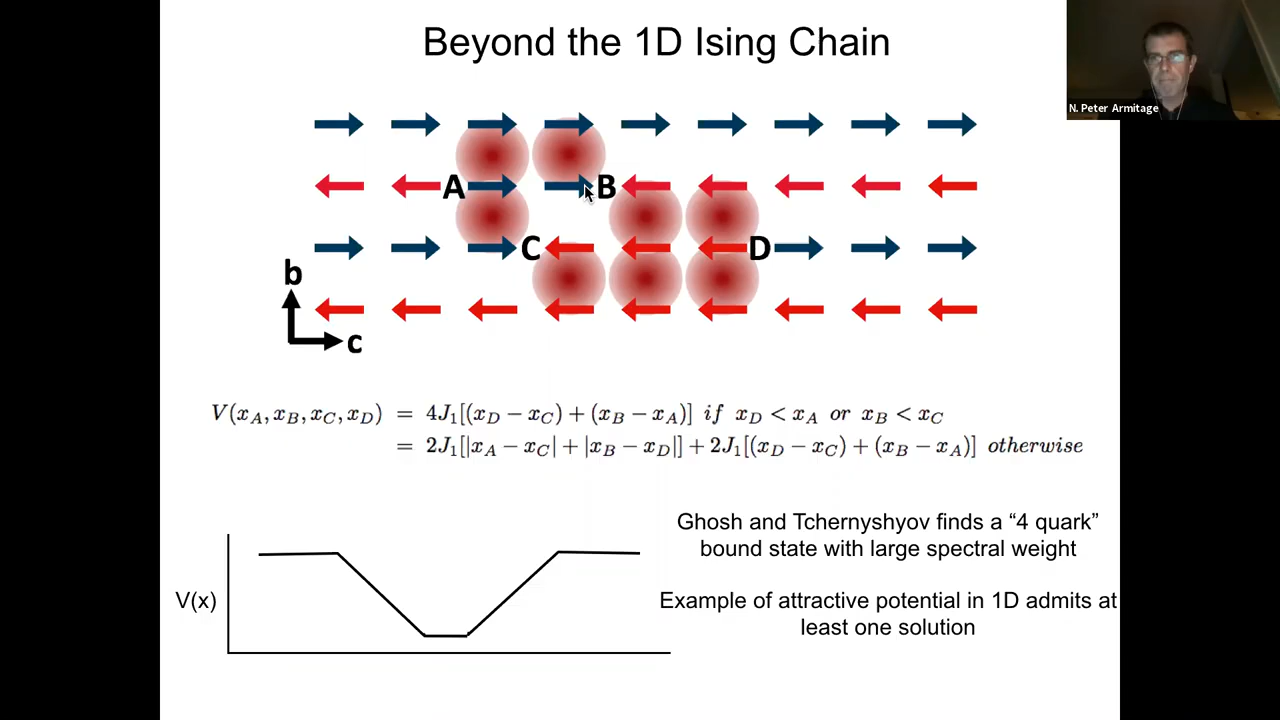 Beyond the 1D Ising Chain
N. Peter Armitage
A B
C D
b
c
V(x_A, x_B, x_C, x_D) = 4J_1[(x_D − x_C) + (x_B − x_A)] if x_D < x_A or x_B < x_C
= 2J_1[|x_A − x_C| + |x_B − x_D|] + 2J_1[(x_D − x_C) + (x_B − x_A)] otherwise
Ghosh and Tchernyshyov finds a “4 quark”
bound state with large spectral weight
V(x)
Example of attractive potential in 1D admits at
least one solution